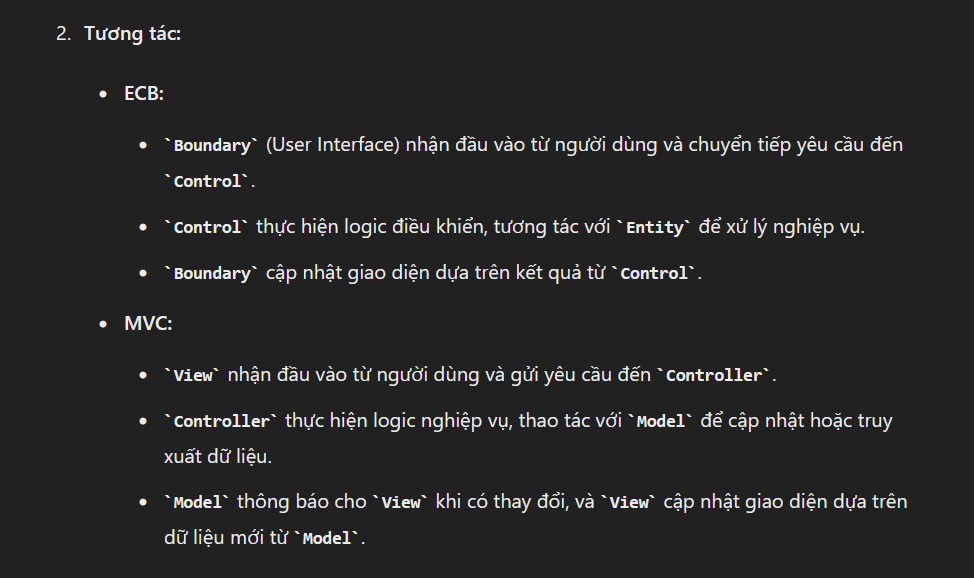 2. Tương tác:
• ECB:
• `Boundary` (User Interface) nhận đầu vào từ người dùng và chuyển tiếp yêu cầu đến
`Control`.
• `Control` thực hiện logic điều khiển, tương tác với `Entity` để xử lý nghiệp vụ.
• `Boundary` cập nhật giao diện dựa trên kết quả từ `Control`.
• MVC:
• `View` nhận đầu vào từ người dùng và gửi yêu cầu đến `Controller`.
• `Controller` thực hiện logic nghiệp vụ, thao tác với `Model` để cập nhật hoặc truy
xuất dữ liệu.
• `Model` thông báo cho `View` khi có thay đổi, và `View` cập nhật giao diện dựa trên
dữ liệu mới từ `Model`.